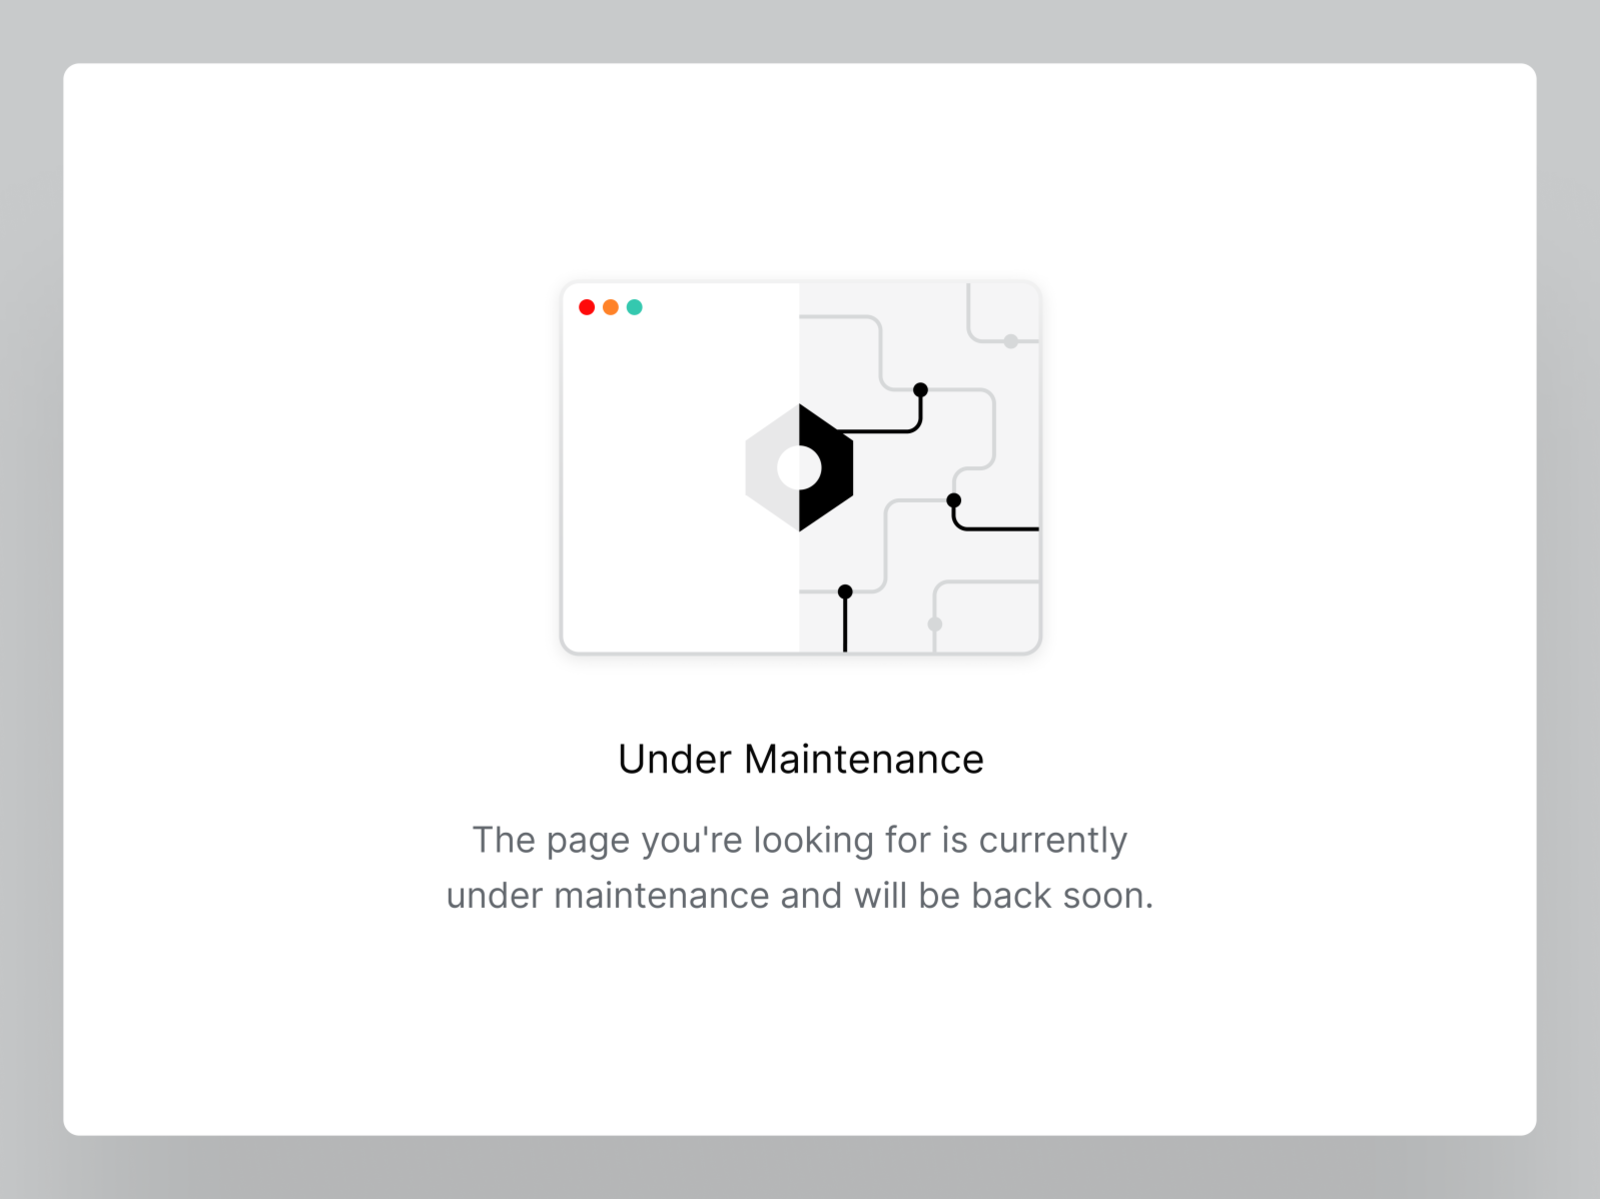 Under Maintenance
The page you're looking for is currently
under maintenance and will be back soon.